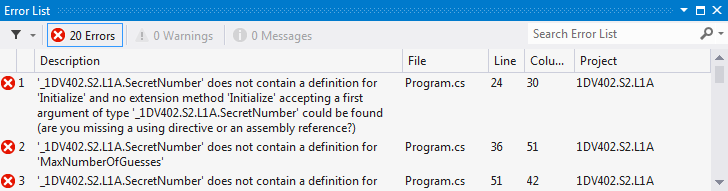 Error List
20 Errors
0 Warnings
0 Messages
Search Error List
Description File Line Colu... Project
1 '_1DV402.S2.L1A.SecretNumber' does not contain a definition for Program.cs 24 30 1DV402.S2.L1A
'Initialize' and no extension method 'Initialize' accepting a first
argument of type '_1DV402.S2.L1A.SecretNumber' could be found
(are you missing a using directive or an assembly reference?)
2 '_1DV402.S2.L1A.SecretNumber' does not contain a definition for Program.cs 36 51 1DV402.S2.L1A
'MaxNumberOfGuesses'
3 '_1DV402.S2.L1A.SecretNumber' does not contain a definition for Program.cs 51 42 1DV402.S2.L1A